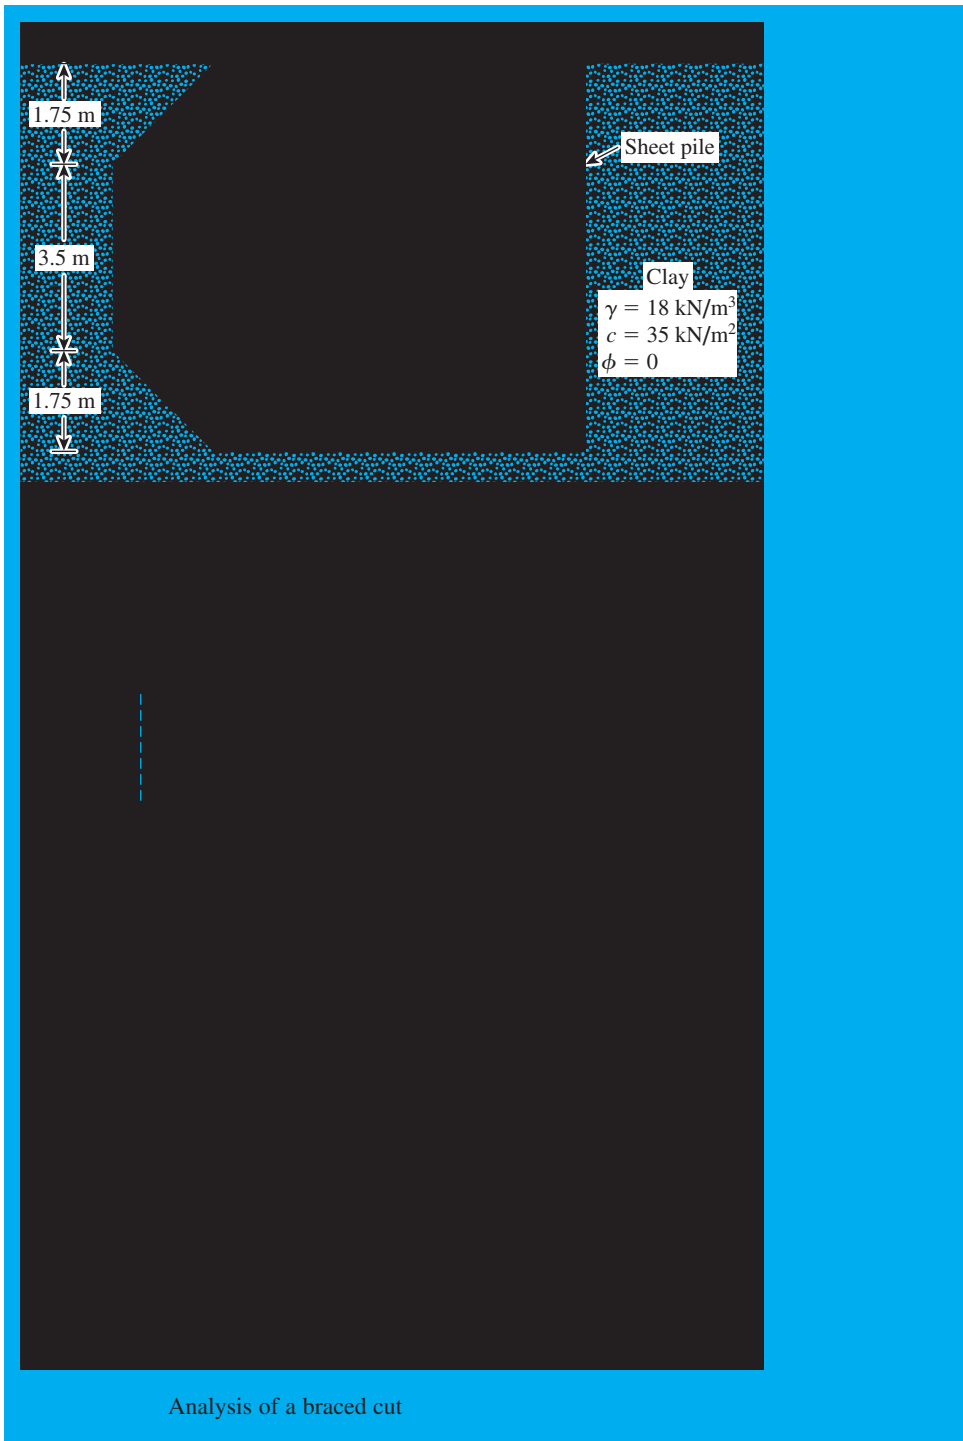 1.75 m
Sheet pile
3.5 m
Clay
γ = 18 kN/m³
c = 35 kN/m²
ϕ = 0
1.75 m
Analysis of a braced cut